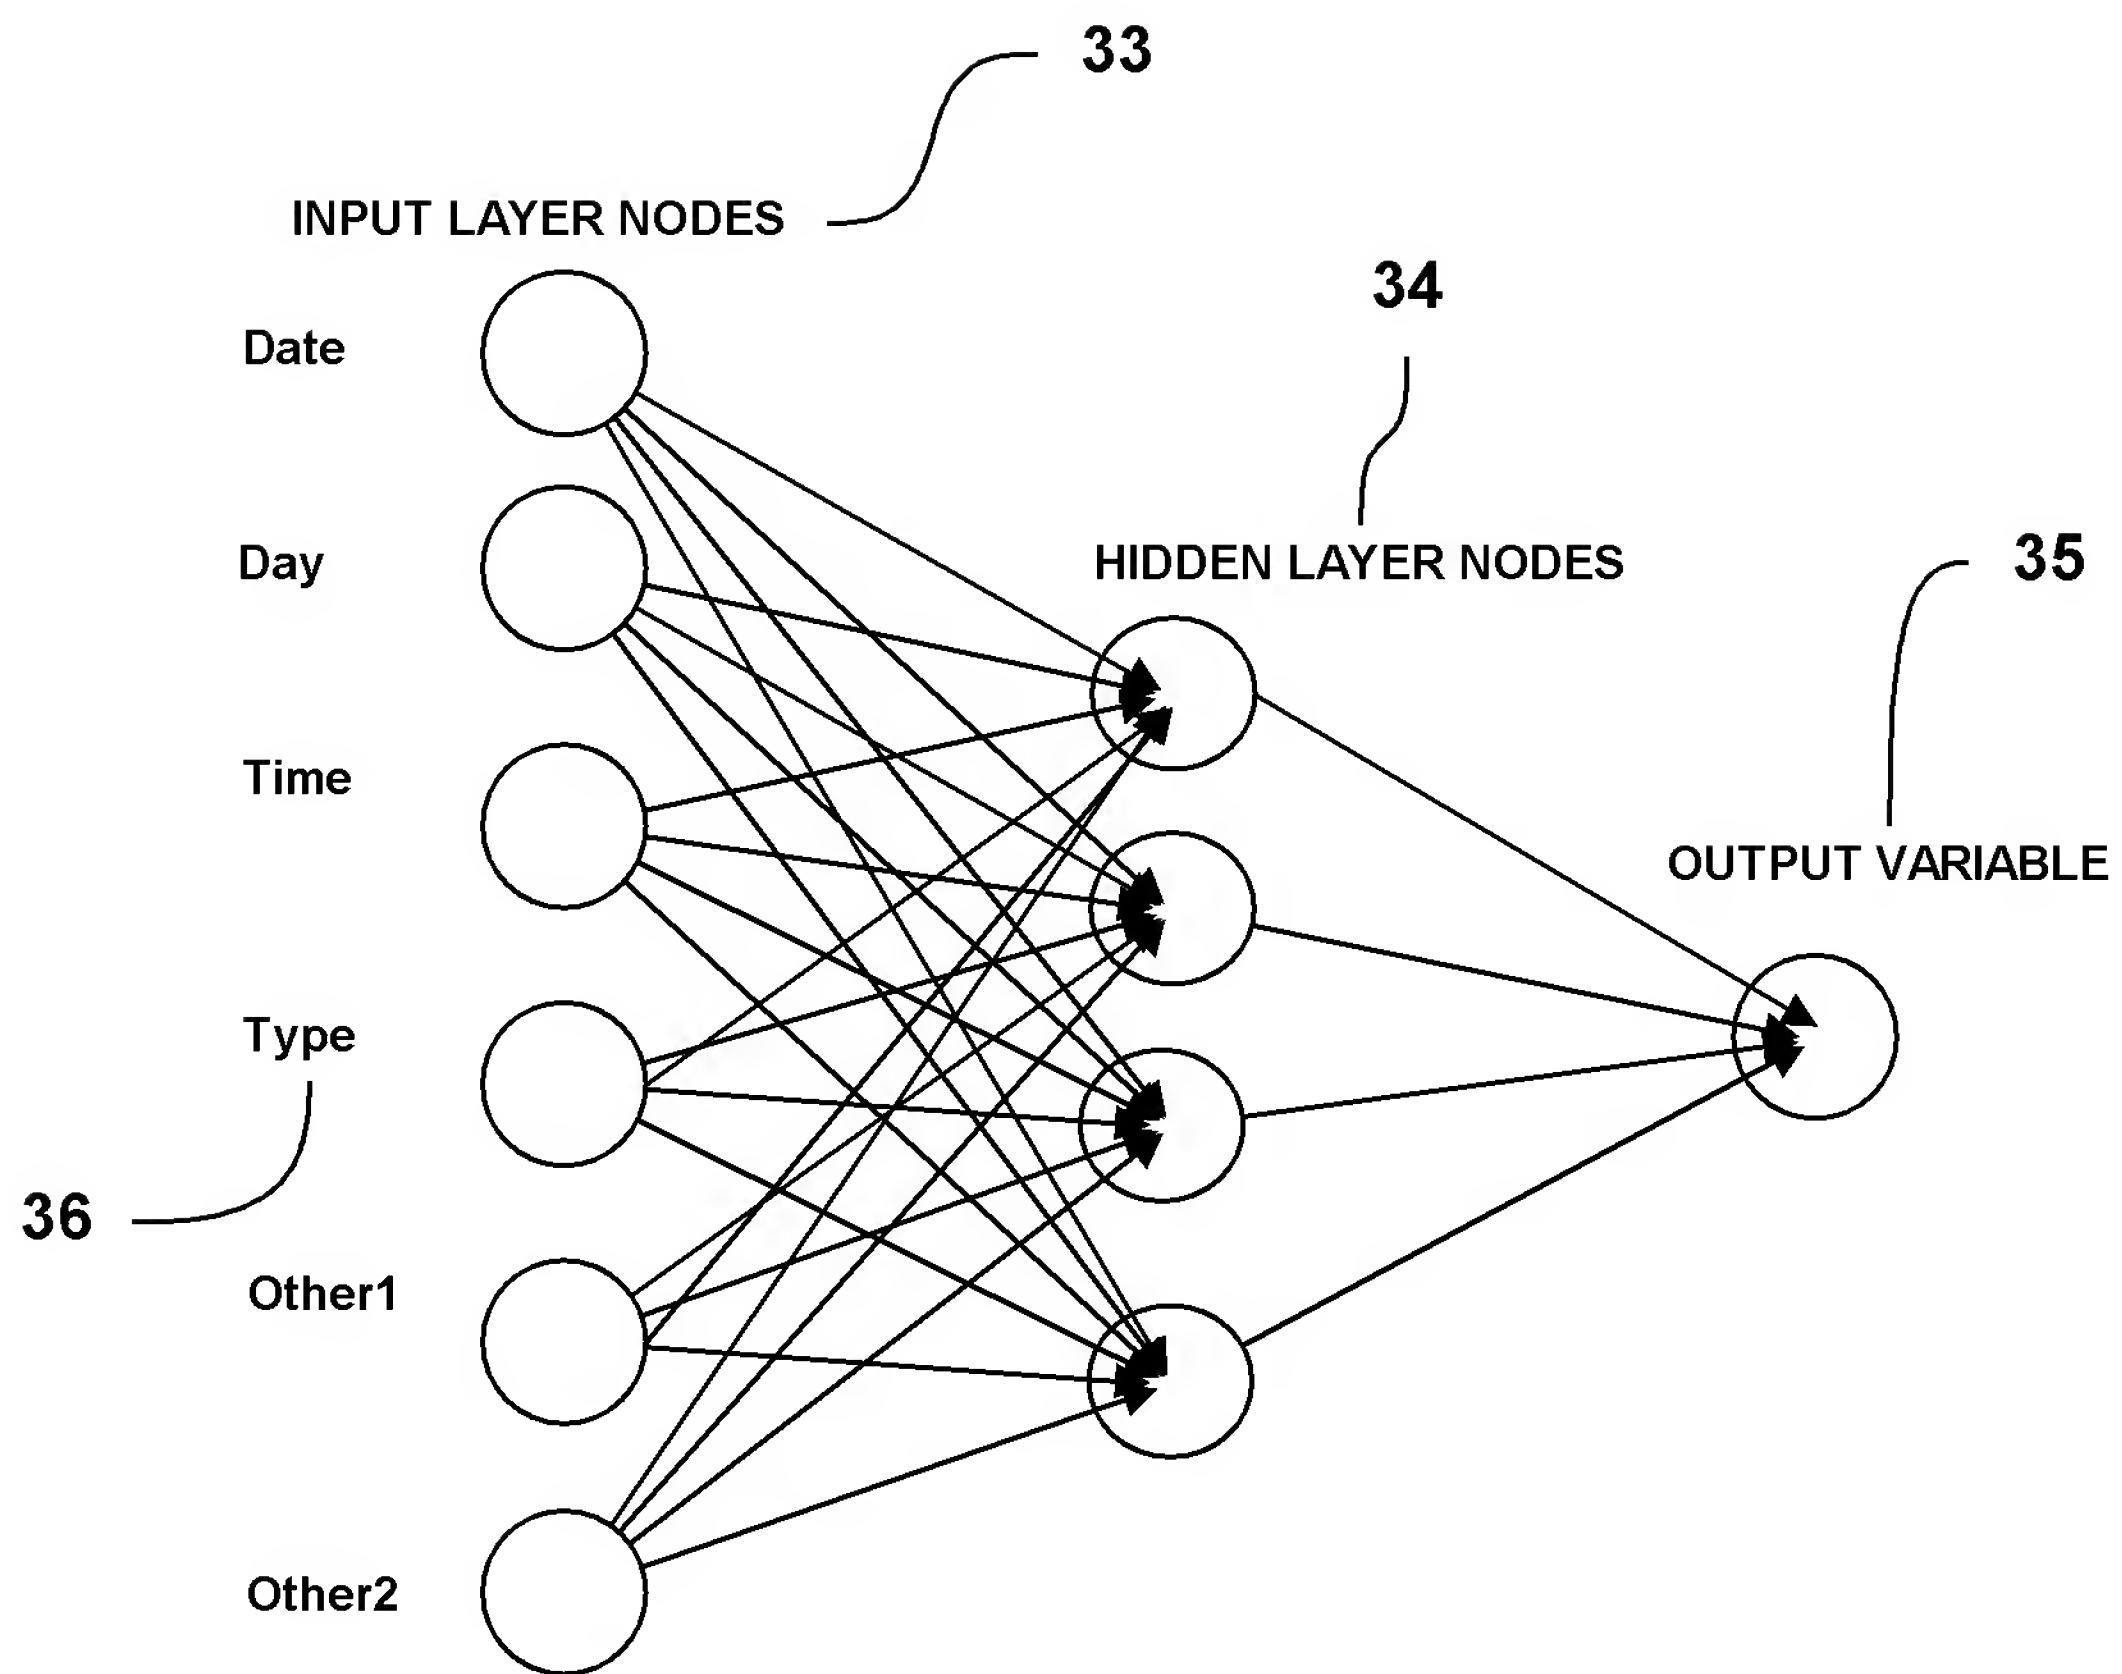 33
INPUT LAYER NODES
34
Date
HIDDEN LAYER NODES
35
Day
Time
OUTPUT VARIABLE
Type
36
Other1
Other2